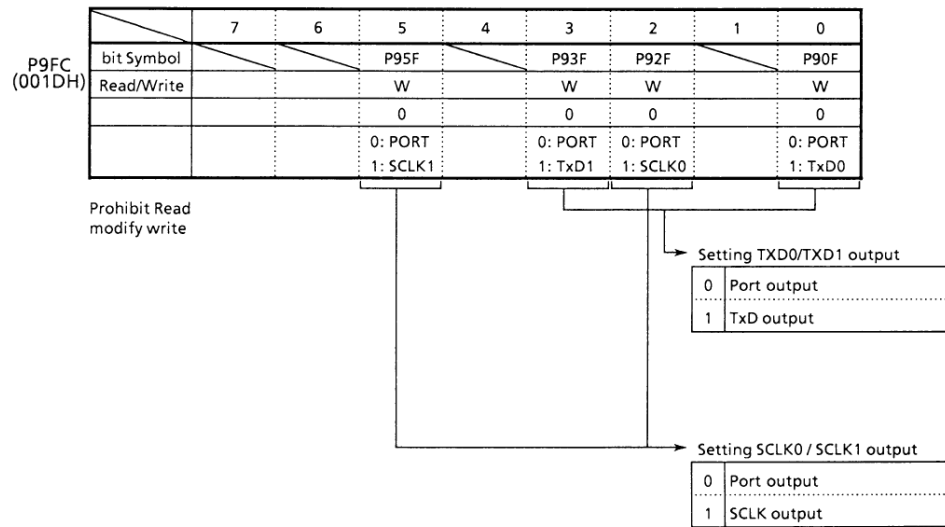 7 6 5 4 3 2 1 0
P9FC
(001DH)
bit Symbol P95F P93F P92F P90F
Read/Write W W W W
0 0 0 0
0: PORT 0: PORT 0: PORT 0: PORT
1: SCLK1 1: TxD1 1: SCLK0 1: TxD0
Prohibit Read
modify write
Setting TXD0/TXD1 output
0 Port output
1 TxD output
Setting SCLK0 / SCLK1 output
0 Port output
1 SCLK output